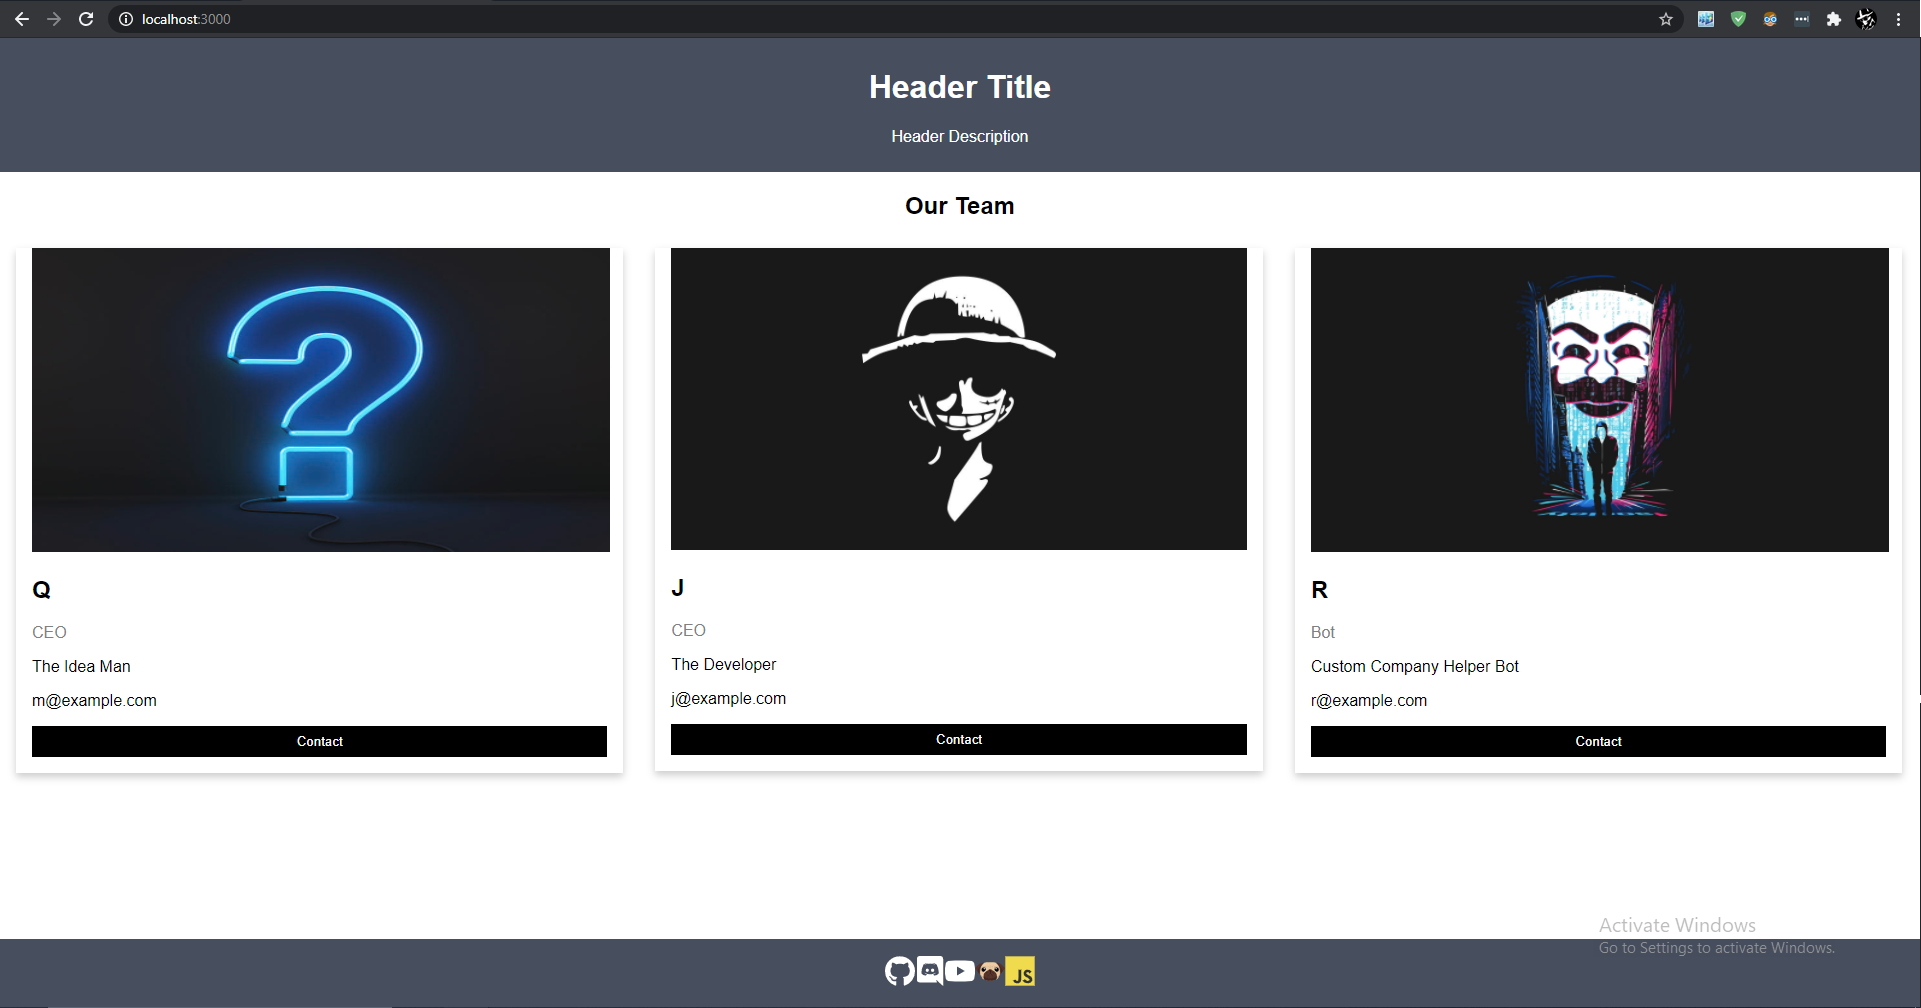 localhost:3000
Header Title
Header Description
Our Team
Q
CEO
The Idea Man
m@example.com
Contact
J
CEO
The Developer
j@example.com
Contact
R
Bot
Custom Company Helper Bot
r@example.com
Contact
Activate Windows
Go to Settings to activate Windows.
JS